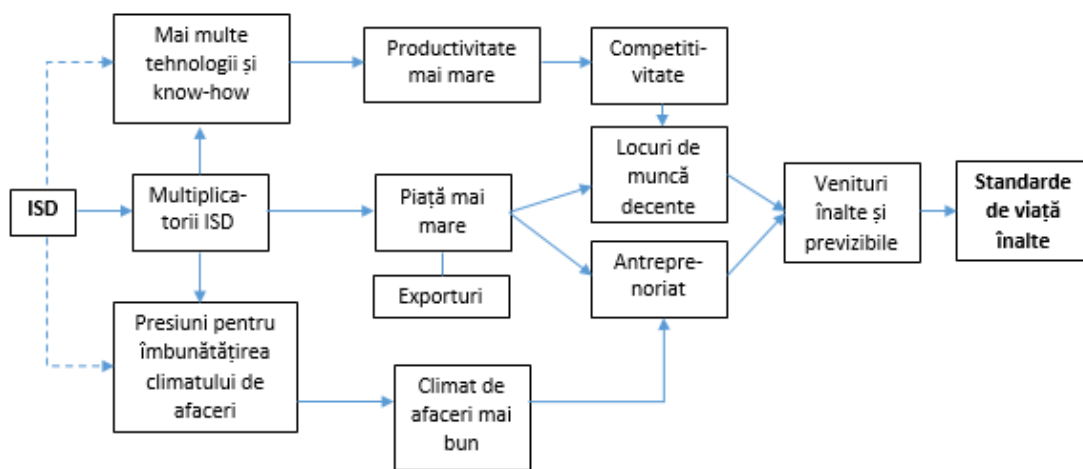 Mai multe
tehnologii și
know-how
Productivitate
mai mare
Competiti-
vitate
Locuri de
muncă
decente
ISD
Multiplica-
torii ISD
Piață mai
mare
Exporturi
Antrepre-
noriat
Venituri
înalte și
previzibile
Standarde
de viață
înalte
Presiuni pentru
îmbunătățirea
climatului de
afaceri
Climat de
afaceri mai
bun